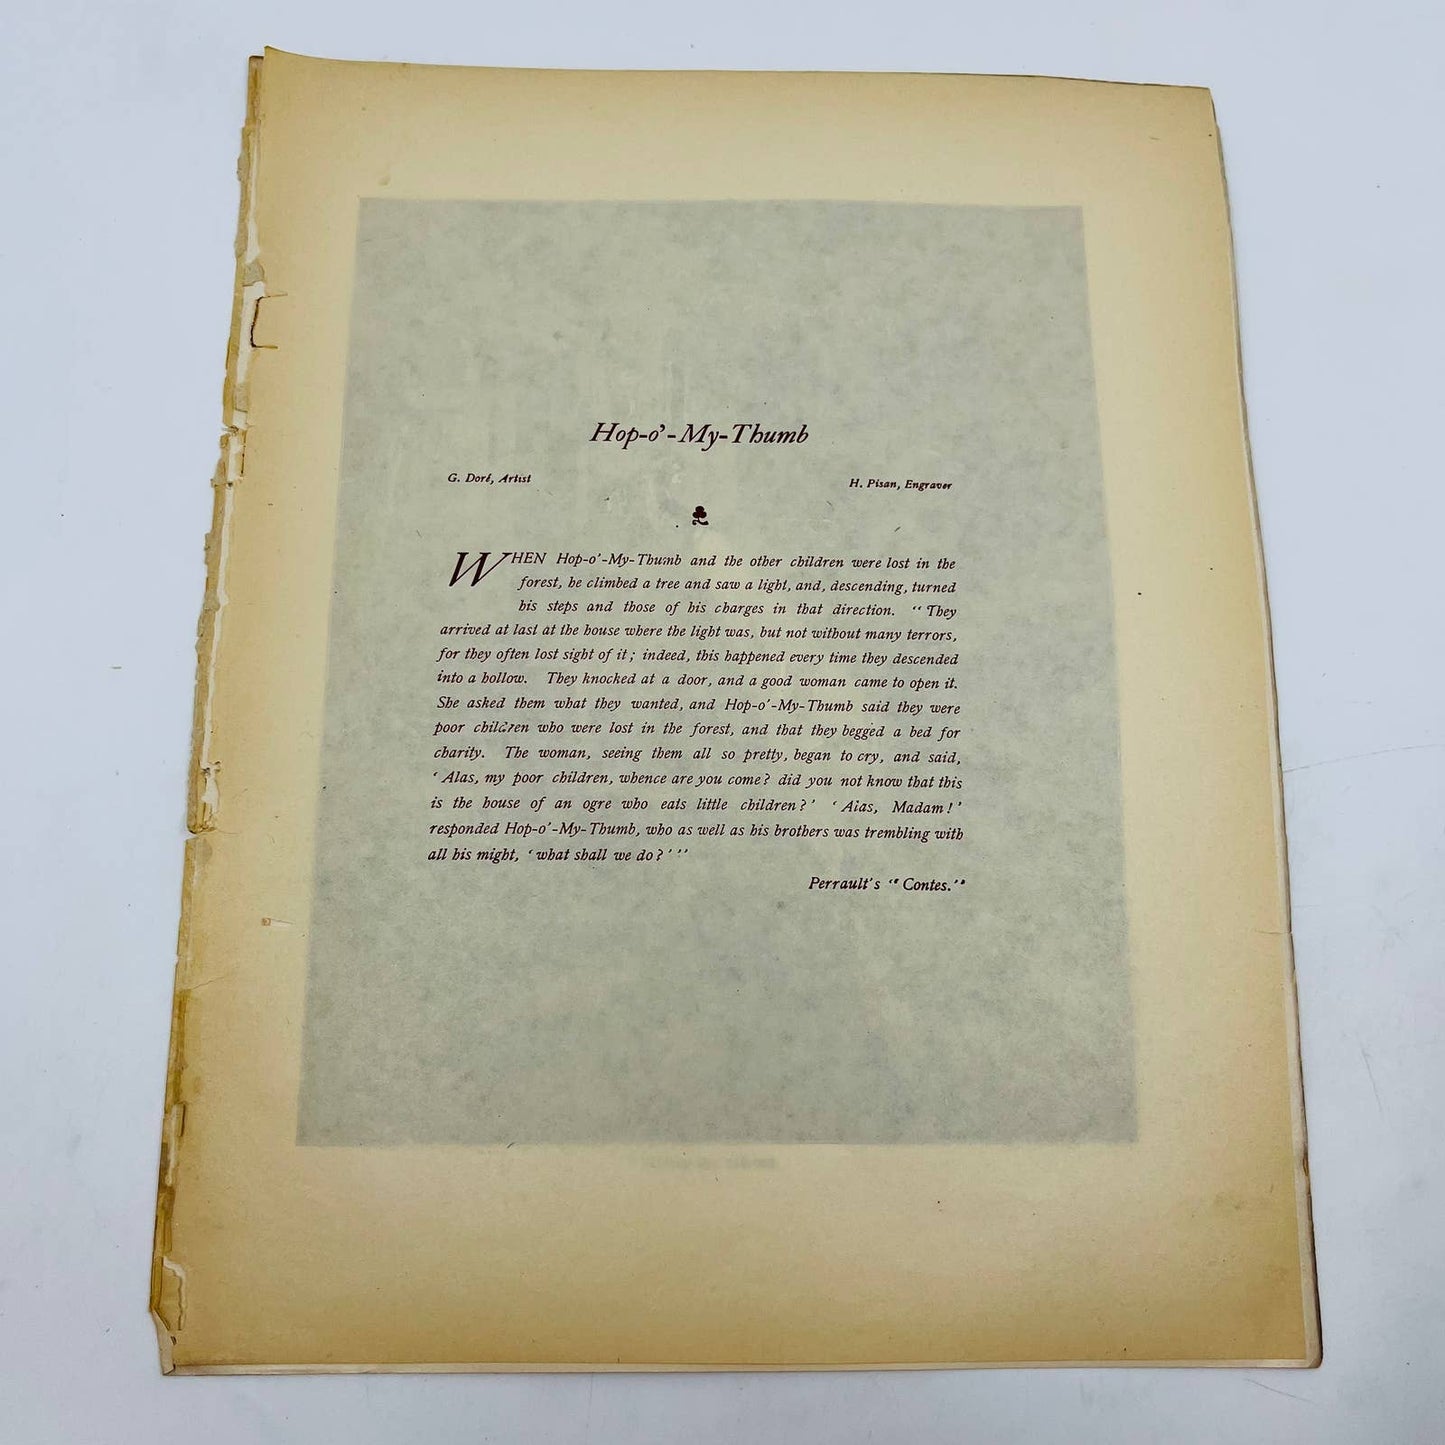 Hop-o'-My-Thumb
G. Doré, Artist
H. Pisan, Engraver
WHEN Hop-o'-My-Thumb and the other children were lost in the
forest, he climbed a tree and saw a light, and, descending, turned
his steps and those of his charges in that direction. "They
arrived at last at the house where the light was, but not without many terrors,
for they often lost sight of it; indeed, this happened every time they descended
into a hollow. They knocked at a door, and a good woman came to open it.
She asked them what they wanted, and Hop-o'-My-Thumb said they were
poor children who were lost in the forest, and that they begged a bed for
charity. The woman, seeing them all so pretty, began to cry, and said,
'Alas, my poor children, whence are you come? did you not know that this
is the house of an ogre who eats little children?' 'Alas, Madam!'
responded Hop-o'-My-Thumb, who as well as his brothers was trembling with
all his might, 'what shall we do?'"
Perrault's "Contes."